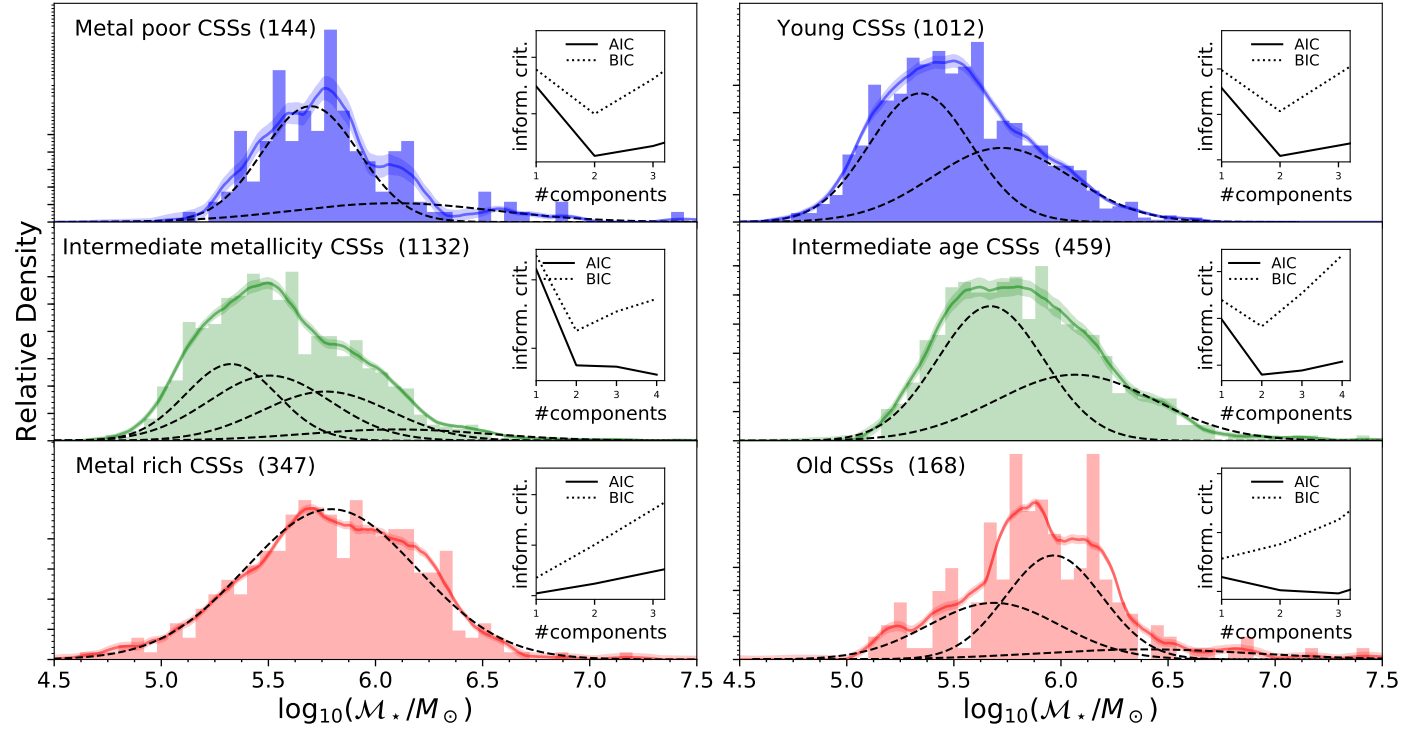 Metal poor CSSs (144)
AIC
BIC
inform. crit.
1 2 3
#components
Young CSSs (1012)
AIC
BIC
inform. crit.
1 2 3
#components
Relative Density
Intermediate metallicity CSSs (1132)
AIC
BIC
inform. crit.
1 2 3 4
#components
Intermediate age CSSs (459)
AIC
BIC
inform. crit.
1 2 3 4
#components
Metal rich CSSs (347)
AIC
BIC
inform. crit.
1 2 3
#components
Old CSSs (168)
AIC
BIC
inform. crit.
1 2 3
#components
4.5 5.0 5.5 6.0 6.5 7.0 7.5
log₁₀(ℳ⋆/M⊙)
4.5 5.0 5.5 6.0 6.5 7.0 7.5
log₁₀(ℳ⋆/M⊙)